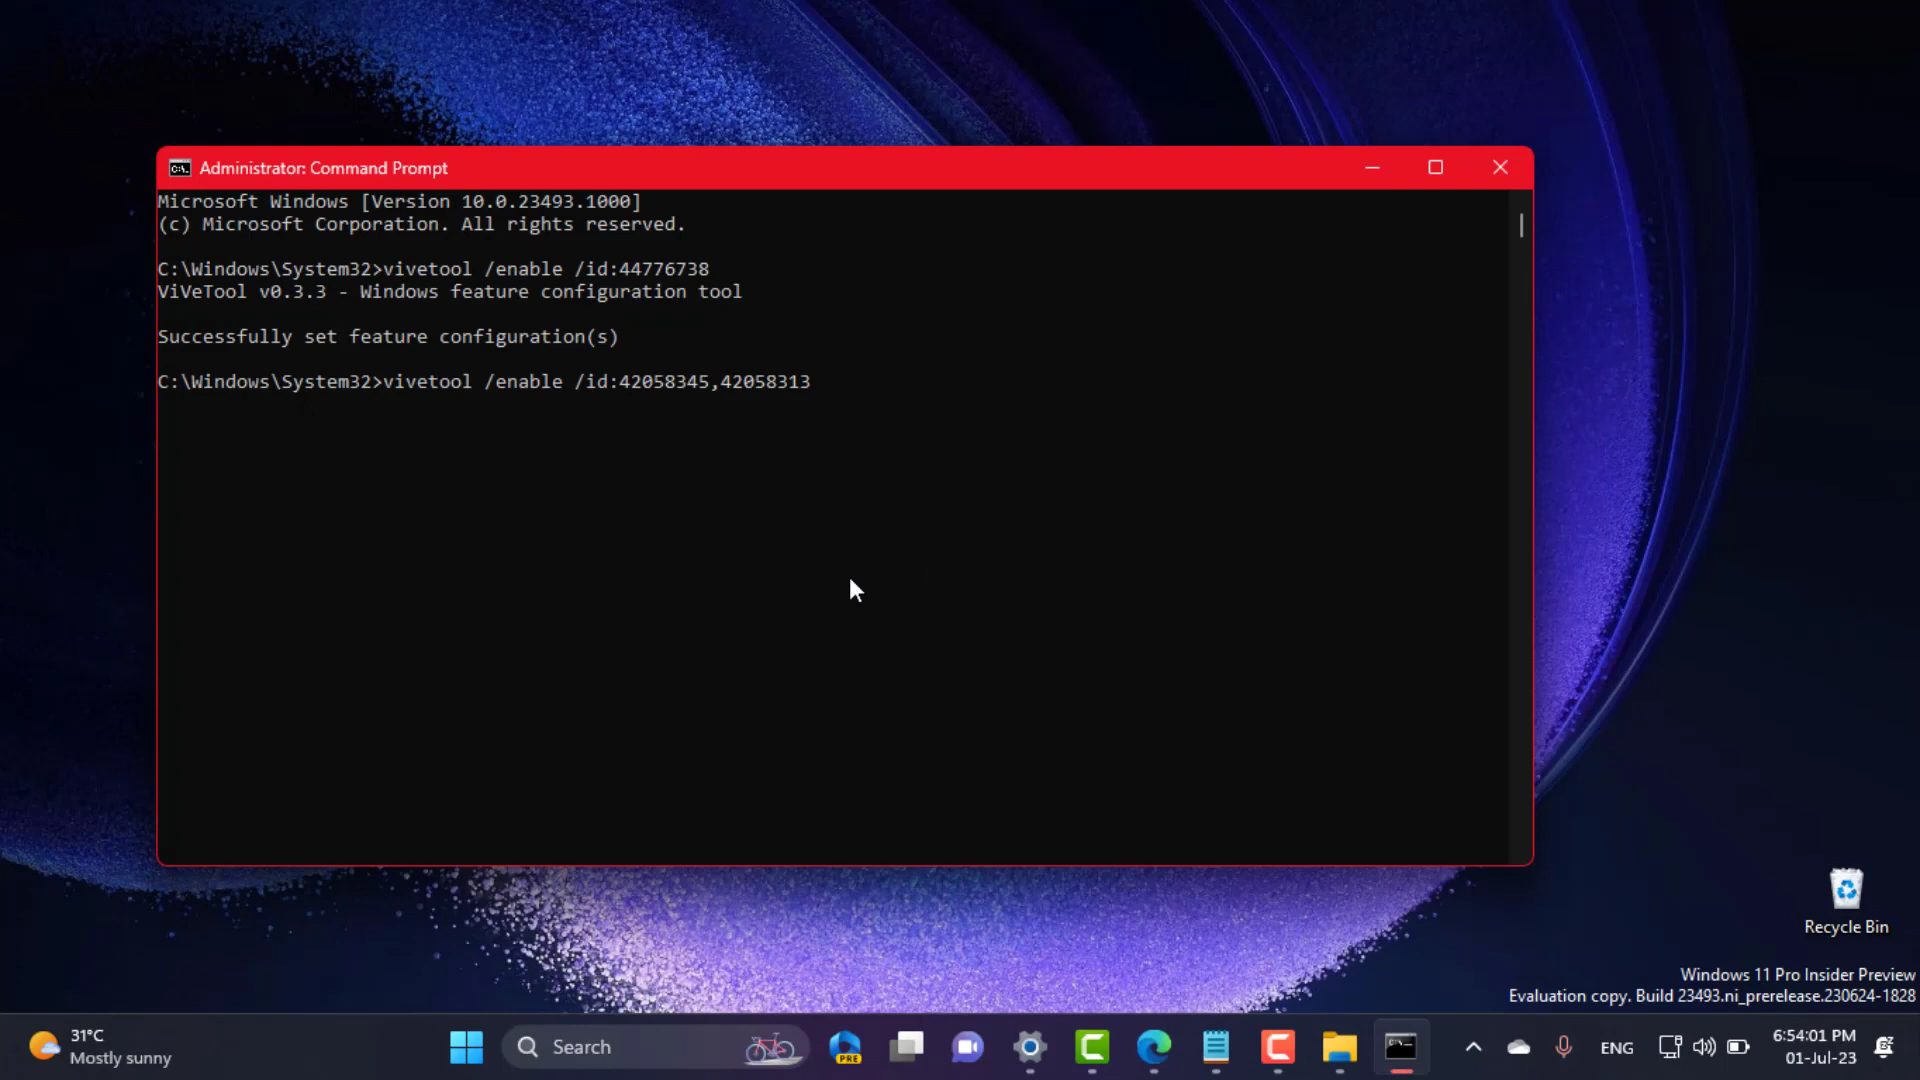 Administrator: Command Prompt
Microsoft Windows [Version 10.0.23493.1000]
(c) Microsoft Corporation. All rights reserved.
C:\Windows\System32>vivetool /enable /id:44776738
ViVeTool v0.3.3 - Windows feature configuration tool
Successfully set feature configuration(s)
C:\Windows\System32>vivetool /enable /id:42058345,42058313
Recycle Bin
Windows 11 Pro Insider Preview
Evaluation copy. Build 23493.ni_prerelease.230624-1828
31°C
Mostly sunny
Search
PRE
ENG
6:54:01 PM
01-Jul-23